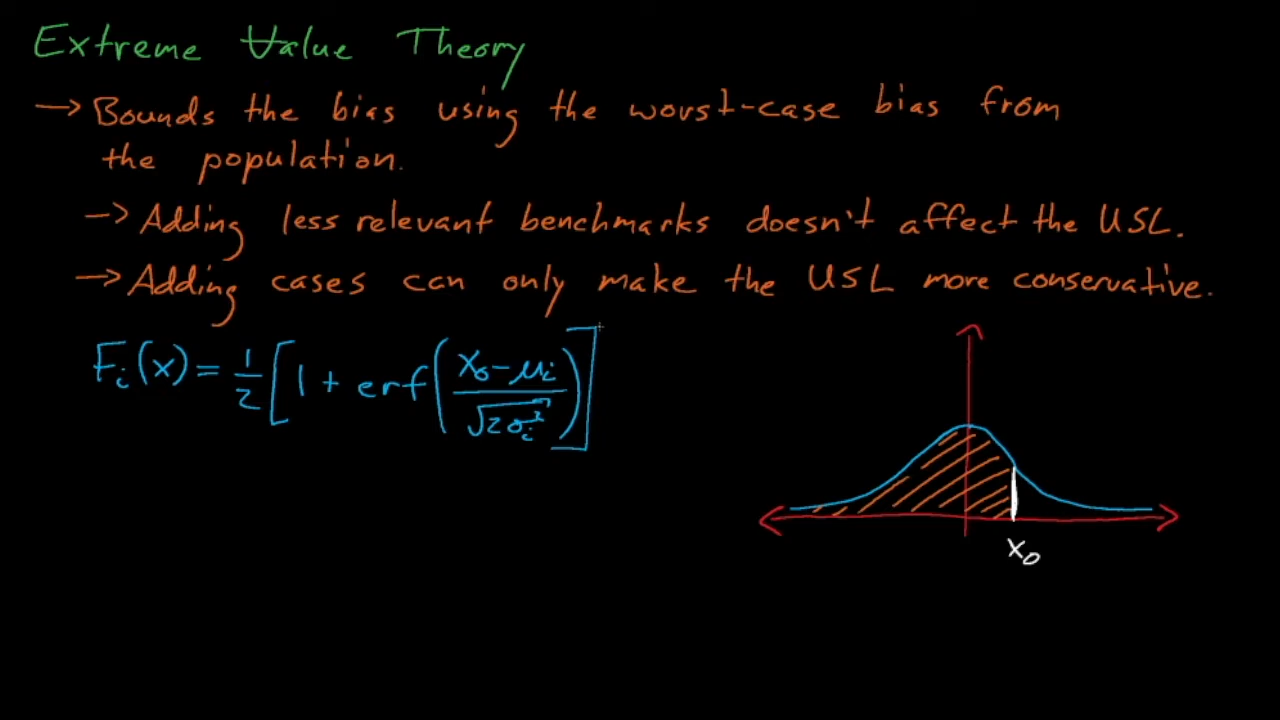 Extreme Value Theory
→ Bounds the bias using the worst-case bias from
the population.
→ Adding less relevant benchmarks doesn't affect the USL.
→ Adding cases can only make the USL more conservative.
Fᵢ(x) = 1/2 [1 + erf((x₀ - μᵢ)/√(2σᵢ²))]
x₀